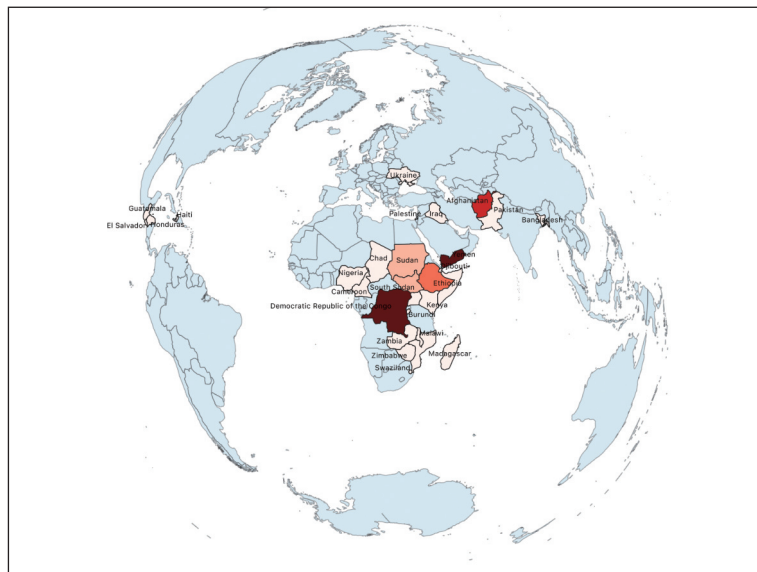 Ukraine
Afghanistan
Pakistan
Guatemala
Haiti
El Salvador Honduras
Palestine
Iraq
Bangladesh
Yemen
Chad
Sudan
Djibouti
Nigeria
Ethiopia
South Sudan
Cameroon
Democratic Republic of the Congo
Kenya
Burundi
Malawi
Zambia
Zimbabwe
Madagascar
Swaziland